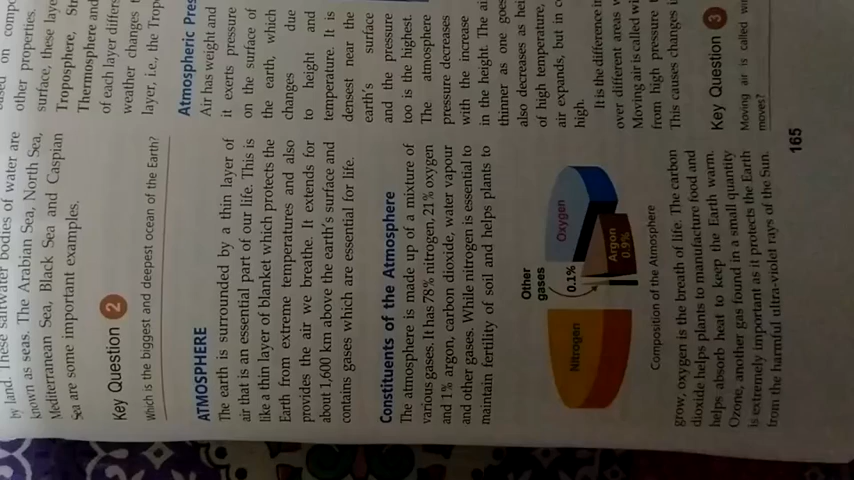 by land. These saltwater bodies of water are
known as seas. The Arabian Sea, North Sea,
Mediterranean Sea, Black Sea and Caspian
Sea are some important examples.
Key Question 2
Which is the biggest and deepest ocean of the Earth?
ATMOSPHERE
The earth is surrounded by a thin layer of
air that is an essential part of our life. This is
like a thin layer of blanket which protects the
Earth from extreme temperatures and also
provides the air we breathe. It extends for
about 1,600 km above the earth's surface and
contains gases which are essential for life.
Constituents of the Atmosphere
The atmosphere is made up of a mixture of
various gases. It has 78% nitrogen, 21% oxygen
and 1% argon, carbon dioxide, water vapour
and other gases. While nitrogen is essential to
maintain fertility of soil and helps plants to
Other
gases
0.1%
Oxygen
Nitrogen
Argon
0.9%
Composition of the Atmosphere
grow, oxygen is the breath of life. The carbon
dioxide helps plants to manufacture food and
helps absorb heat to keep the Earth warm.
Ozone, another gas found in a small quantity
is extremely important as it protects the Earth
from the harmful ultra-violet rays of the Sun.
on
other properties.
surface, these
Troposphere,
Thermosphere and
of each layer differs
weather changes
layer, i.e., the
Atmospheric
Air has weight and
it exerts pressure
on the surface of
the earth, which
changes due
to height and
temperature. It is
densest near the
earth's surface
and the pressure
too is the highest.
The atmosphere
pressure decreases
with the increase
in the height. The
thinner as one goes
also decreases as
of high temperature,
air expands, but in
high.
It is the difference
over different areas
Moving air is called
from high pressure
This causes changes
Key Question 3
Moving air is called
moves?
165